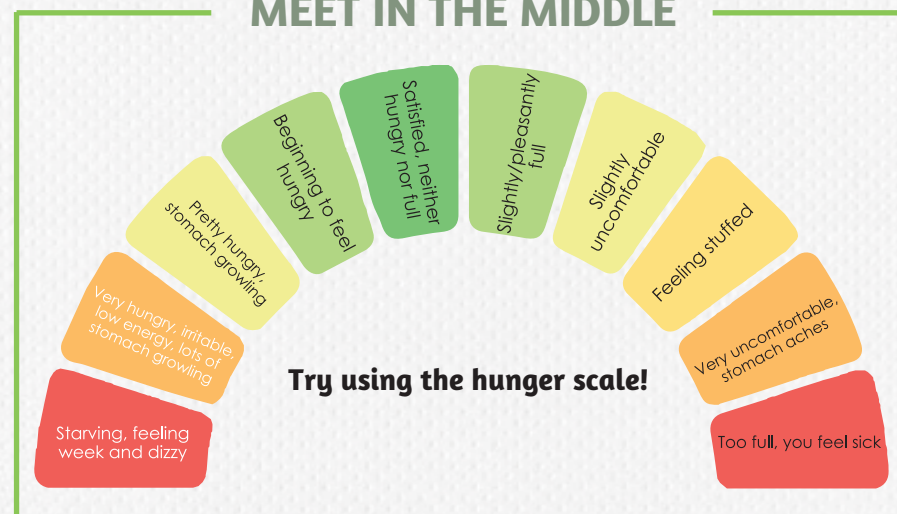 MEET IN THE MIDDLE
Starving, feeling
week and dizzy
Very hungry, irritable,
low energy, lots of
stomach growling
Pretty hungry,
stomach growling
Beginning to feel
hungry
Satisfied, neither
hungry nor full
Slightly/pleasantly
full
Slightly
uncomfortable
Feeling stuffed
Very uncomfortable,
stomach aches
Too full, you feel sick
Try using the hunger scale!